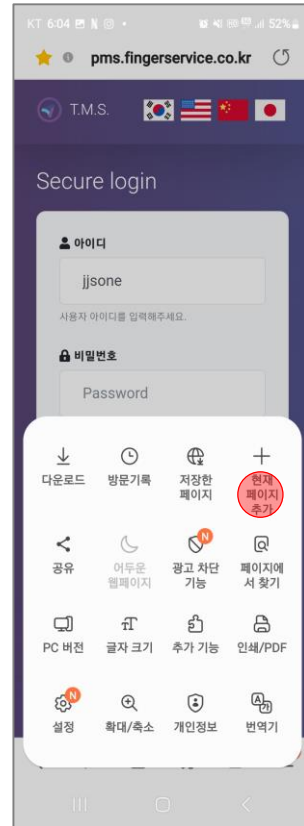 KT 6:04
52%
pms.fingerservice.co.kr
T.M.S.
Secure login
아이디
jjsone
사용자 아이디를 입력해주세요.
비밀번호
Password
다운로드
방문기록
저장한
페이지
현재
페이지
추가
공유
어두운
웹페이지
N
광고 차단
기능
페이지에
서 찾기
PC 버전
글자 크기
추가 기능
인쇄/PDF
N
설정
확대/축소
개인정보
번역기